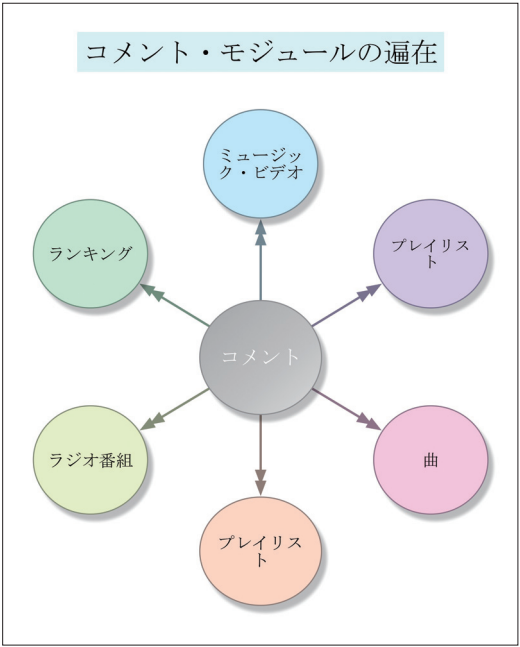 コメント・モジュールの遍在
ミュージッ
ク・ビデオ
ランキング
プレイリス
ト
コメント
ラジオ番組
曲
プレイリス
ト